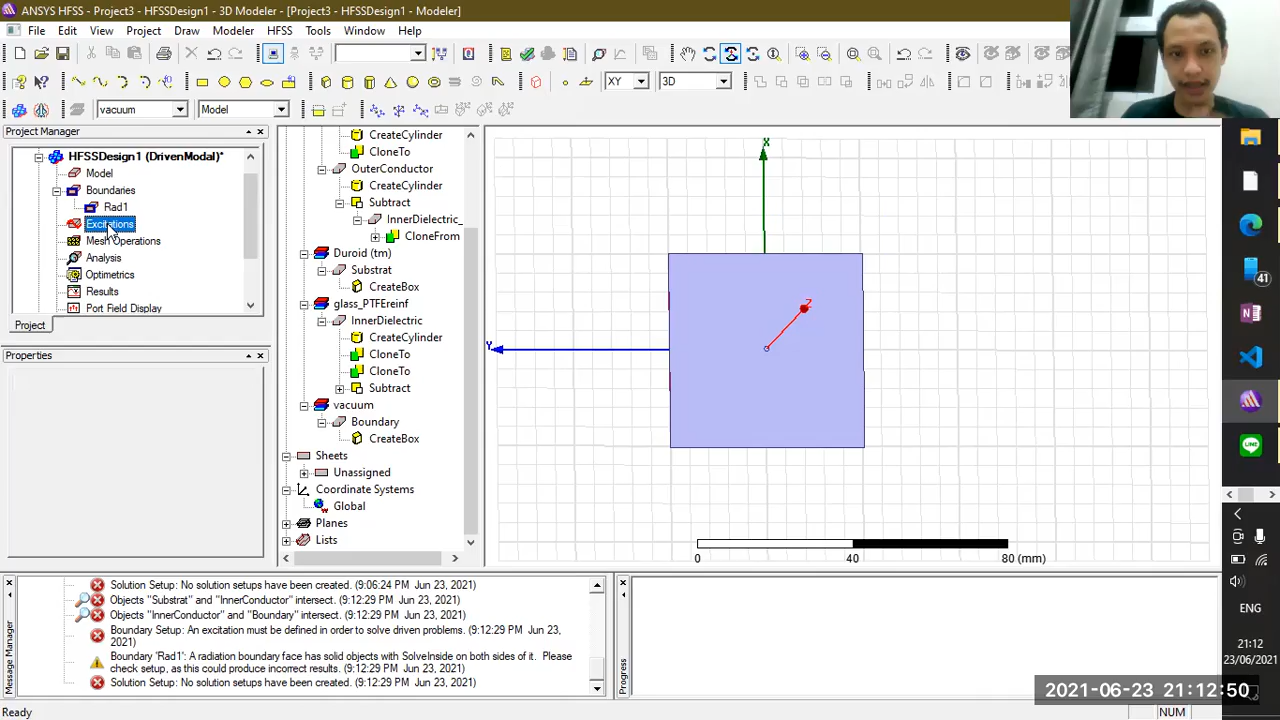 ANSYS HFSS - Project3 - HFSSDesign1 - 3D Modeler - [Project3 - HFSSDesign1 - Modeler]
File Edit View Project Draw Modeler HFSS Tools Window Help
XY 3D
vacuum Model
Project Manager
HFSSDesign1 (DrivenModal)*
Model
Boundaries
Rad1
Excitations
Mesh Operations
Analysis
Optimetrics
Results
Port Field Display
Project
Properties
CreateCylinder
CloneTo
OuterConductor
CreateCylinder
Subtract
InnerDielectric_
CloneFrom
Duroid (tm)
Substrat
CreateBox
glass_PTFEreinf
InnerDielectric
CreateCylinder
CloneTo
CloneTo
Subtract
vacuum
Boundary
CreateBox
Sheets
Unassigned
Coordinate Systems
Global
Planes
Lists
X
Z
Y
0 40 80 (mm)
Message Manager
Solution Setup: No solution setups have been created. (9:06:24 PM Jun 23, 2021)
Objects "Substrat" and "InnerConductor" intersect. (9:12:29 PM Jun 23, 2021)
Objects "InnerConductor" and "Boundary" intersect. (9:12:29 PM Jun 23, 2021)
Boundary Setup: An excitation must be defined in order to solve driven problems. (9:12:29 PM Jun 23,
2021)
Boundary 'Rad1': A radiation boundary face has solid objects with SolveInside on both sides of it. Please
check setup, as this could produce incorrect results. (9:12:29 PM Jun 23, 2021)
Solution Setup: No solution setups have been created. (9:12:29 PM Jun 23, 2021)
Progress
Ready
NUM
41
ENG
21:12
23/06/2021
2021-06-23 21:12:50